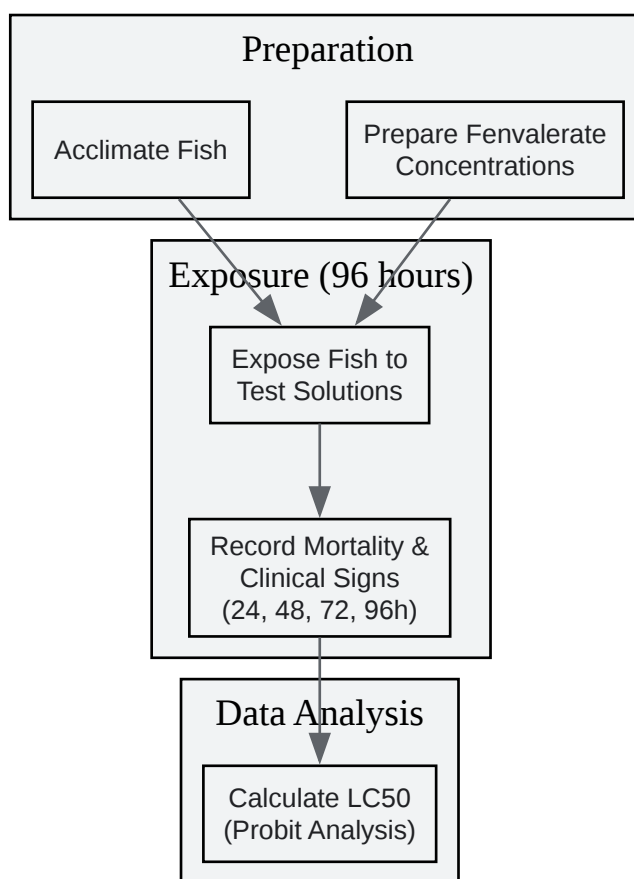 Preparation
Acclimate Fish
Prepare Fenvalerate
Concentrations
Exposure (96 hours)
Expose Fish to
Test Solutions
Record Mortality &
Clinical Signs
(24, 48, 72, 96h)
Data Analysis
Calculate LC50
(Probit Analysis)